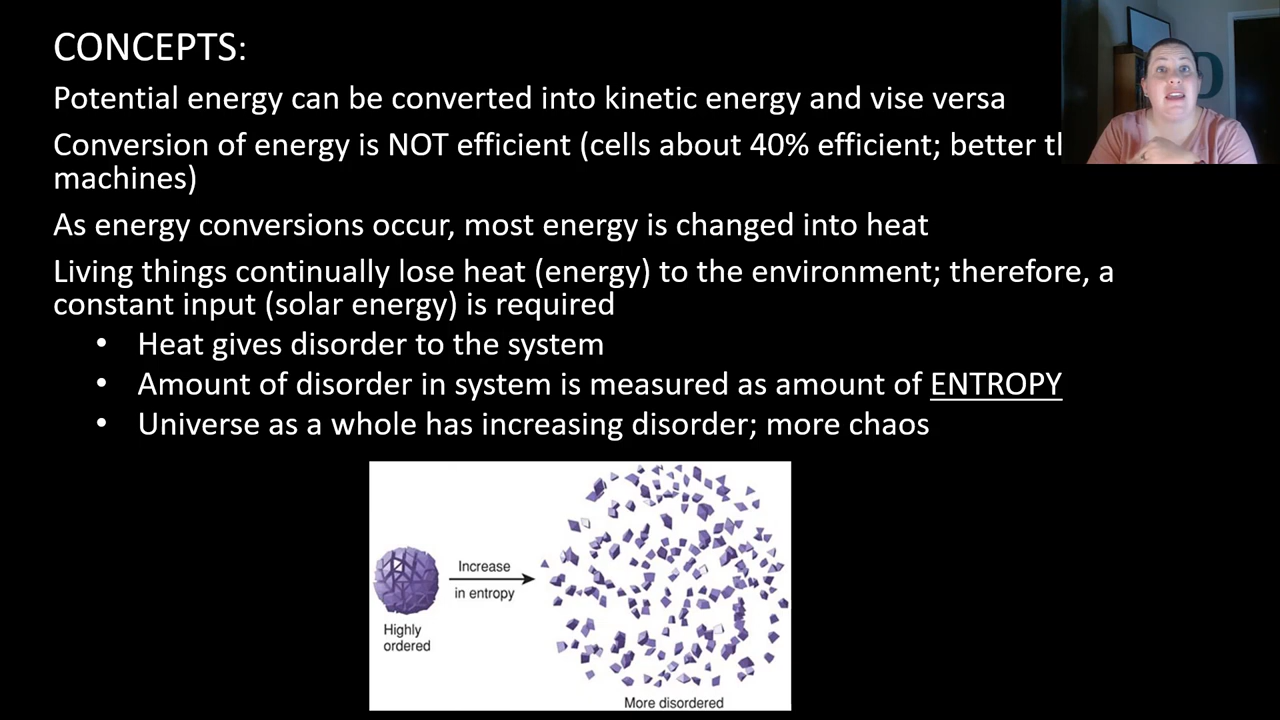 CONCEPTS:
Potential energy can be converted into kinetic energy and vise versa
Conversion of energy is NOT efficient (cells about 40% efficient; better
machines)
As energy conversions occur, most energy is changed into heat
Living things continually lose heat (energy) to the environment; therefore, a
constant input (solar energy) is required
• Heat gives disorder to the system
• Amount of disorder in system is measured as amount of ENTROPY
• Universe as a whole has increasing disorder; more chaos
Increase
in entropy
Highly
ordered
More disordered